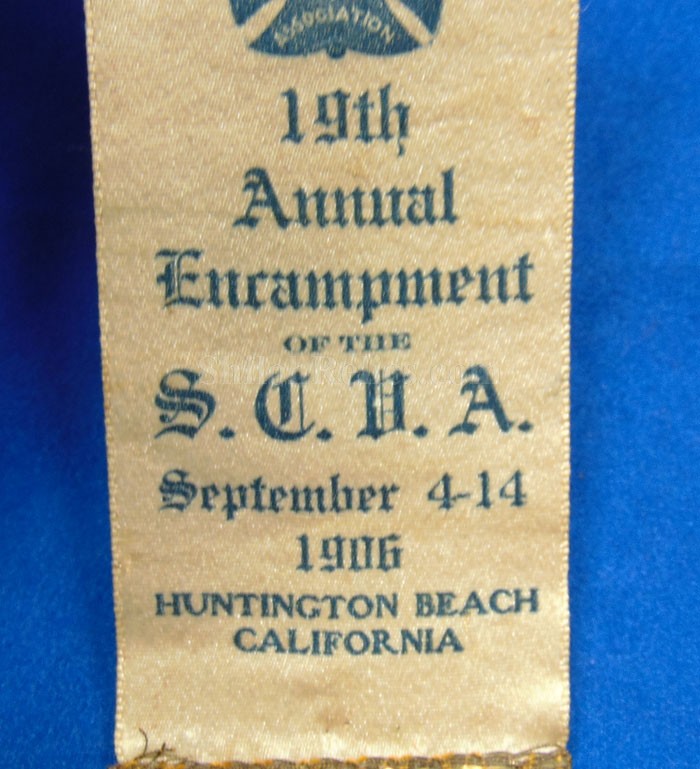 ASSOCIATION
19th
Annual
Encampment
OF THE
S. C. V. A.
September 4-14
1906
HUNTINGTON BEACH
CALIFORNIA